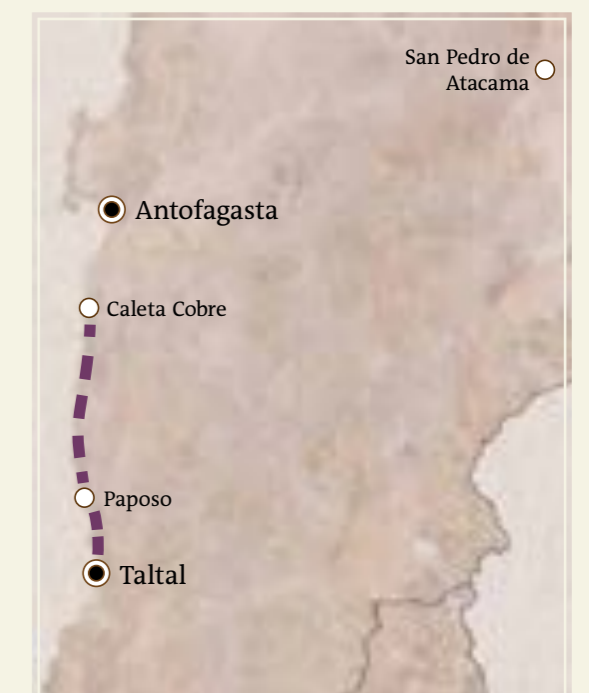 San Pedro de
Atacama
Antofagasta
Caleta Cobre
Paposo
Taltal